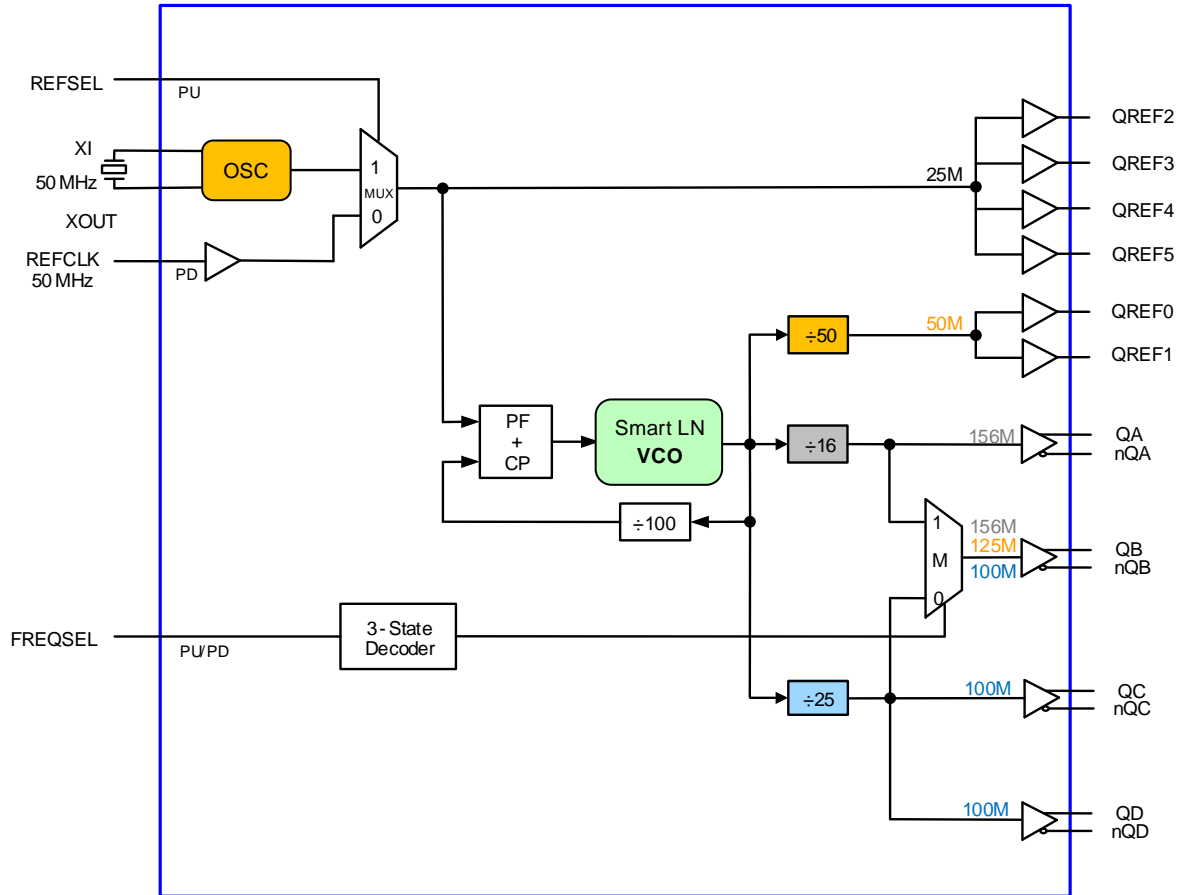 REFSEL
PU
XI
50 MHz
XOUT
OSC
1
MUX
0
REFCLK
50 MHz
PD
25M
QREF2
QREF3
QREF4
QREF5
÷50
50M
QREF0
QREF1
PF
+
CP
Smart LN
VCO
÷16
156M
QA
nQA
÷100
1
M
0
156M
125M
100M
QB
nQB
FREQSEL
PU/PD
3-State
Decoder
÷25
100M
QC
nQC
100M
QD
nQD